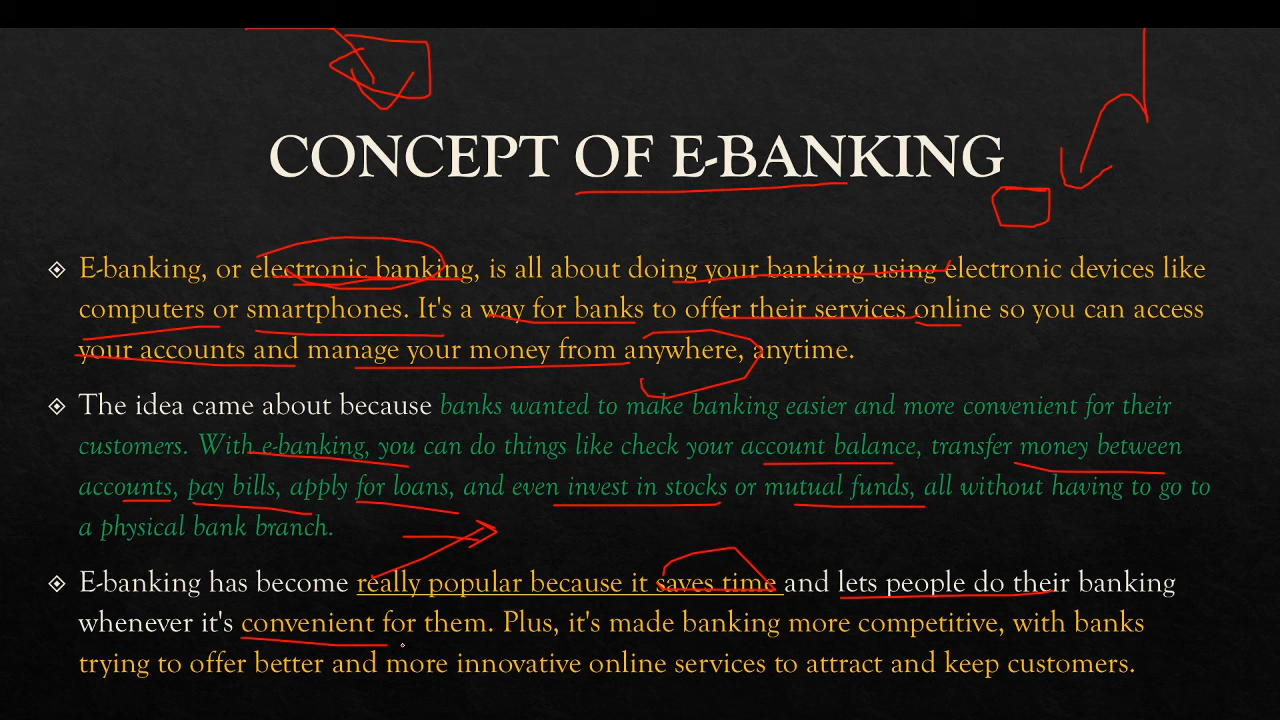 CONCEPT OF E-BANKING
E-banking, or electronic banking, is all about doing your banking using electronic devices like
computers or smartphones. It's a way for banks to offer their services online so you can access
your accounts and manage your money from anywhere, anytime.
The idea came about because banks wanted to make banking easier and more convenient for their
customers. With e-banking, you can do things like check your account balance, transfer money between
accounts, pay bills, apply for loans, and even invest in stocks or mutual funds, all without having to go to
a physical bank branch.
E-banking has become really popular because it saves time and lets people do their banking
whenever it's convenient for them. Plus, it's made banking more competitive, with banks
trying to offer better and more innovative online services to attract and keep customers.